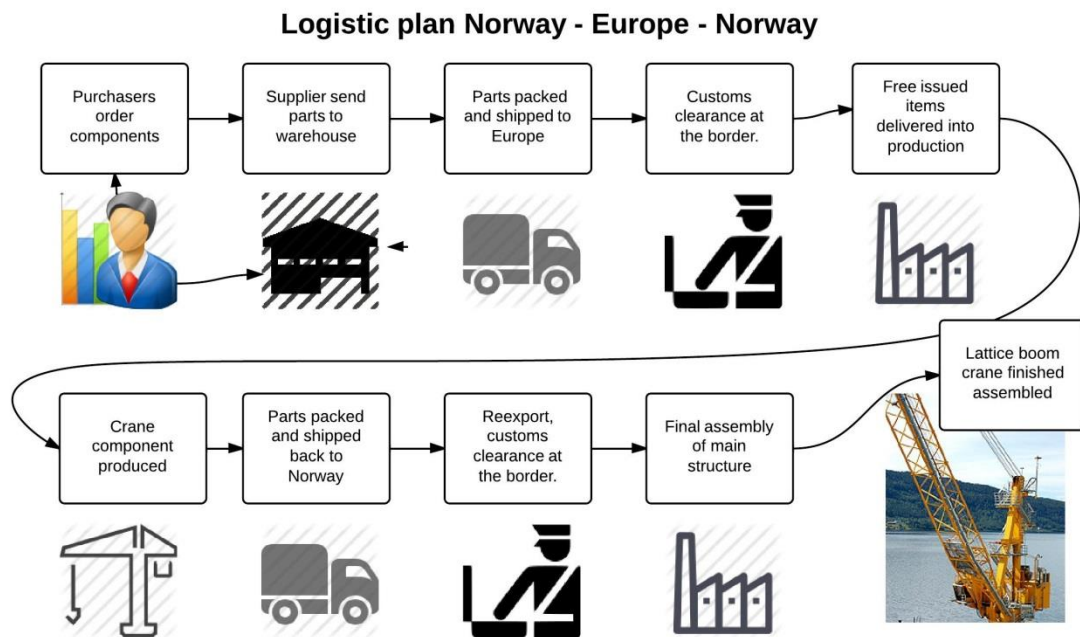 Logistic plan Norway - Europe - Norway
Purchasers
order
components
Supplier send
parts to
warehouse
Parts packed
and shipped to
Europe
Customs
clearance at
the border.
Free issued
items
delivered into
production
Crane
component
produced
Parts packed
and shipped
back to
Norway
Reexport,
customs
clearance at
the border.
Final assembly
of main
structure
Lattice boom
crane finished
assembled